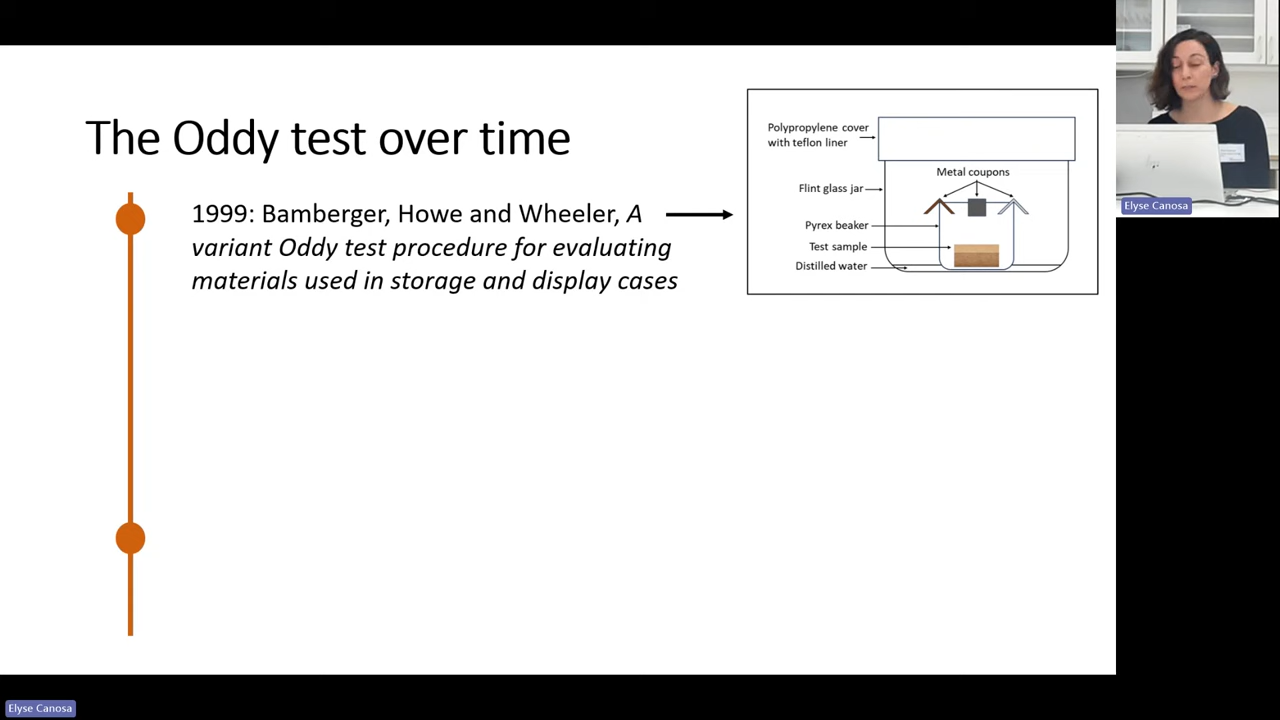 The Oddy test over time
1999: Bamberger, Howe and Wheeler, A
variant Oddy test procedure for evaluating
materials used in storage and display cases
Polypropylene cover
with teflon liner
Metal coupons
Flint glass jar
Pyrex beaker
Test sample
Distilled water
Elyse Canosa
Elyse Canosa